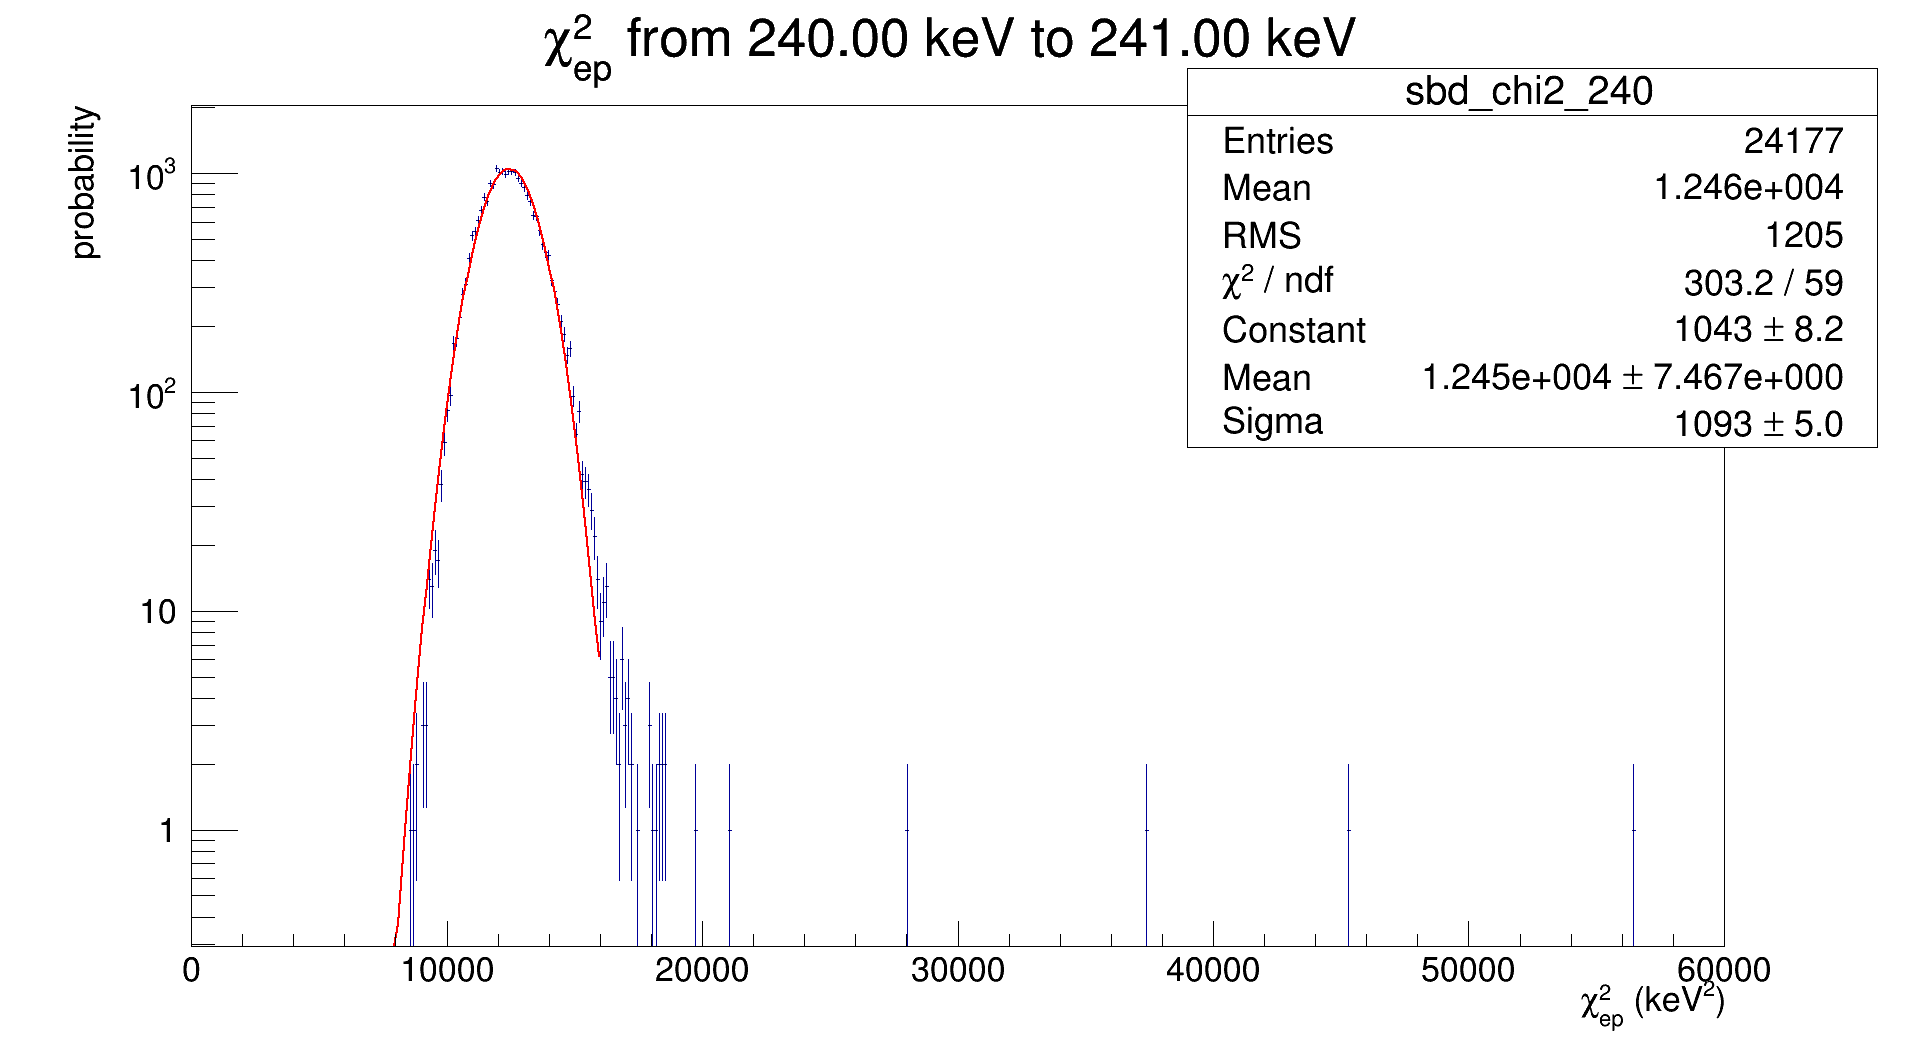 χ²ep from 240.00 keV to 241.00 keV
sbd_chi2_240
Entries 24177
Mean 1.246e+004
RMS 1205
χ² / ndf 303.2 / 59
Constant 1043 ± 8.2
Mean 1.245e+004 ± 7.467e+000
Sigma 1093 ± 5.0
probability
10³
10²
10
1
0 10000 20000 30000 40000 50000 60000
χ²ep (keV²)